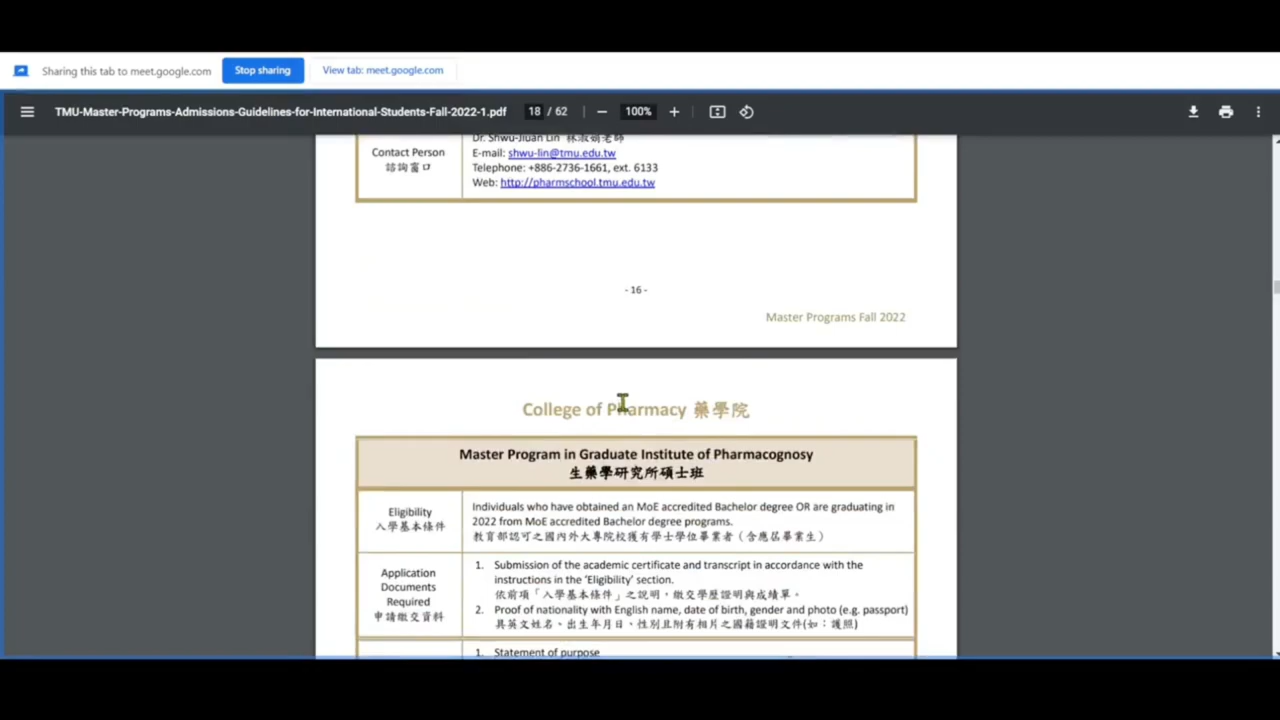 Sharing this tab to meet.google.com
Stop sharing
View tab: meet.google.com
TMU-Master-Programs-Admissions-Guidelines-for-International-Students-Fall-2022-1.pdf
18 / 62
100%
Dr. Shwu-Jiuan Lin 林淑娟老師
Contact Person
諮詢窗口
E-mail: shwu-lin@tmu.edu.tw
Telephone: +886-2736-1661, ext. 6133
Web: http://pharmschool.tmu.edu.tw
- 16 -
Master Programs Fall 2022
College of Pharmacy 藥學院
Master Program in Graduate Institute of Pharmacognosy
生藥學研究所碩士班
Eligibility
入學基本條件
Individuals who have obtained an MoE accredited Bachelor degree OR are graduating in
2022 from MoE accredited Bachelor degree programs.
教育部認可之國內外大專院校獲有學士學位畢業者（含應屆畢業生）
Application
Documents
Required
申請繳交資料
1. Submission of the academic certificate and transcript in accordance with the
instructions in the 'Eligibility' section.
依前項「入學基本條件」之說明，繳交學歷證明與成績單。
2. Proof of nationality with English name, date of birth, gender and photo (e.g. passport)
具英文姓名、出生年月日、性別且附有相片之國籍證明文件(如：護照)
1. Statement of purpose